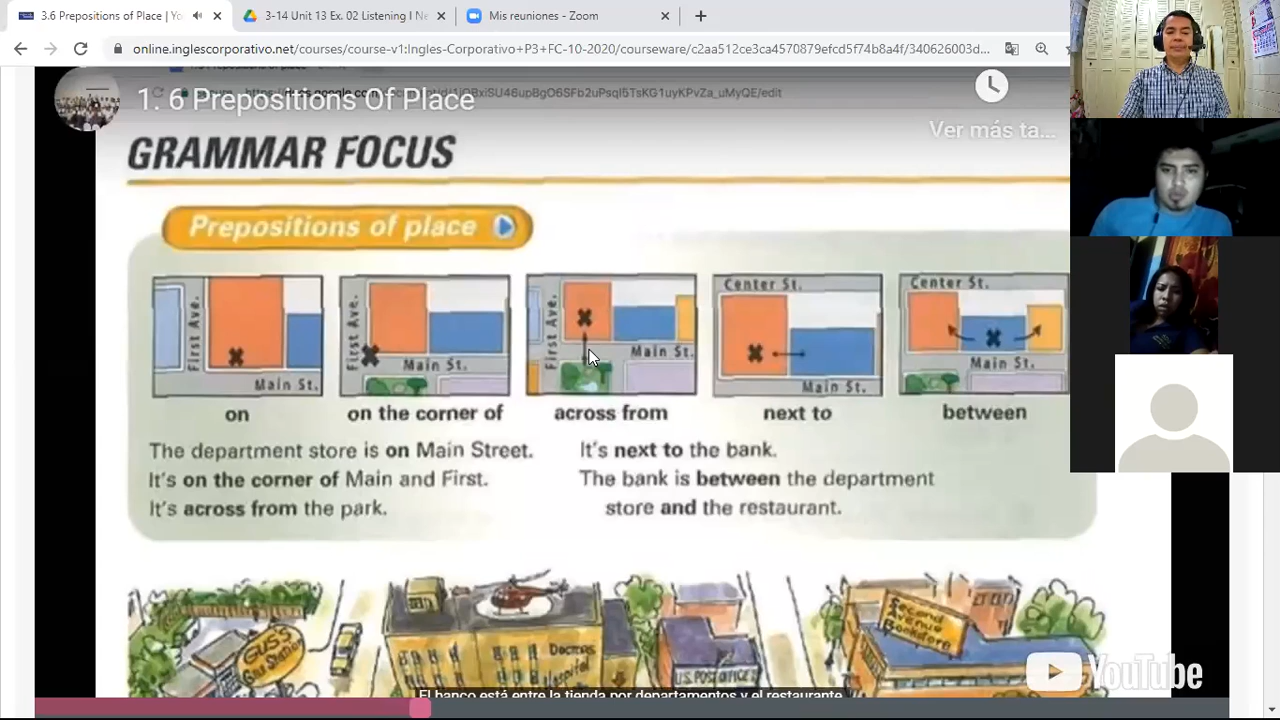 3.6 Prepositions of Place | Yo
3-14 Unit 13 Ex. 02 Listening I Ne
Mis reuniones - Zoom
online.inglescorporativo.net/courses/course-v1:Ingles-Corporativo+P3+FC-10-2020/courseware/c2aa512c63ca4570879efcd5f74b8a4f/3f0626003d...
1. 6 Prepositions Of Place
Ver más ta...
GRAMMAR FOCUS
Prepositions of place
First Ave.
Main St.
First Ave.
Main St.
First Ave.
Main St.
Center St.
Main St.
Center St.
Main St.
on
on the corner of
across from
next to
between
The department store is on Main Street.
It's on the corner of Main and First.
It's across from the park.
It's next to the bank.
The bank is between the department
store and the restaurant.
GUS'S
Gas Station
Doctors
Hospital
U.S. POST OFFICE
Second
Avenue
Bookstore
YouTube
El banco está entre la tienda por departamentos y el restaurante